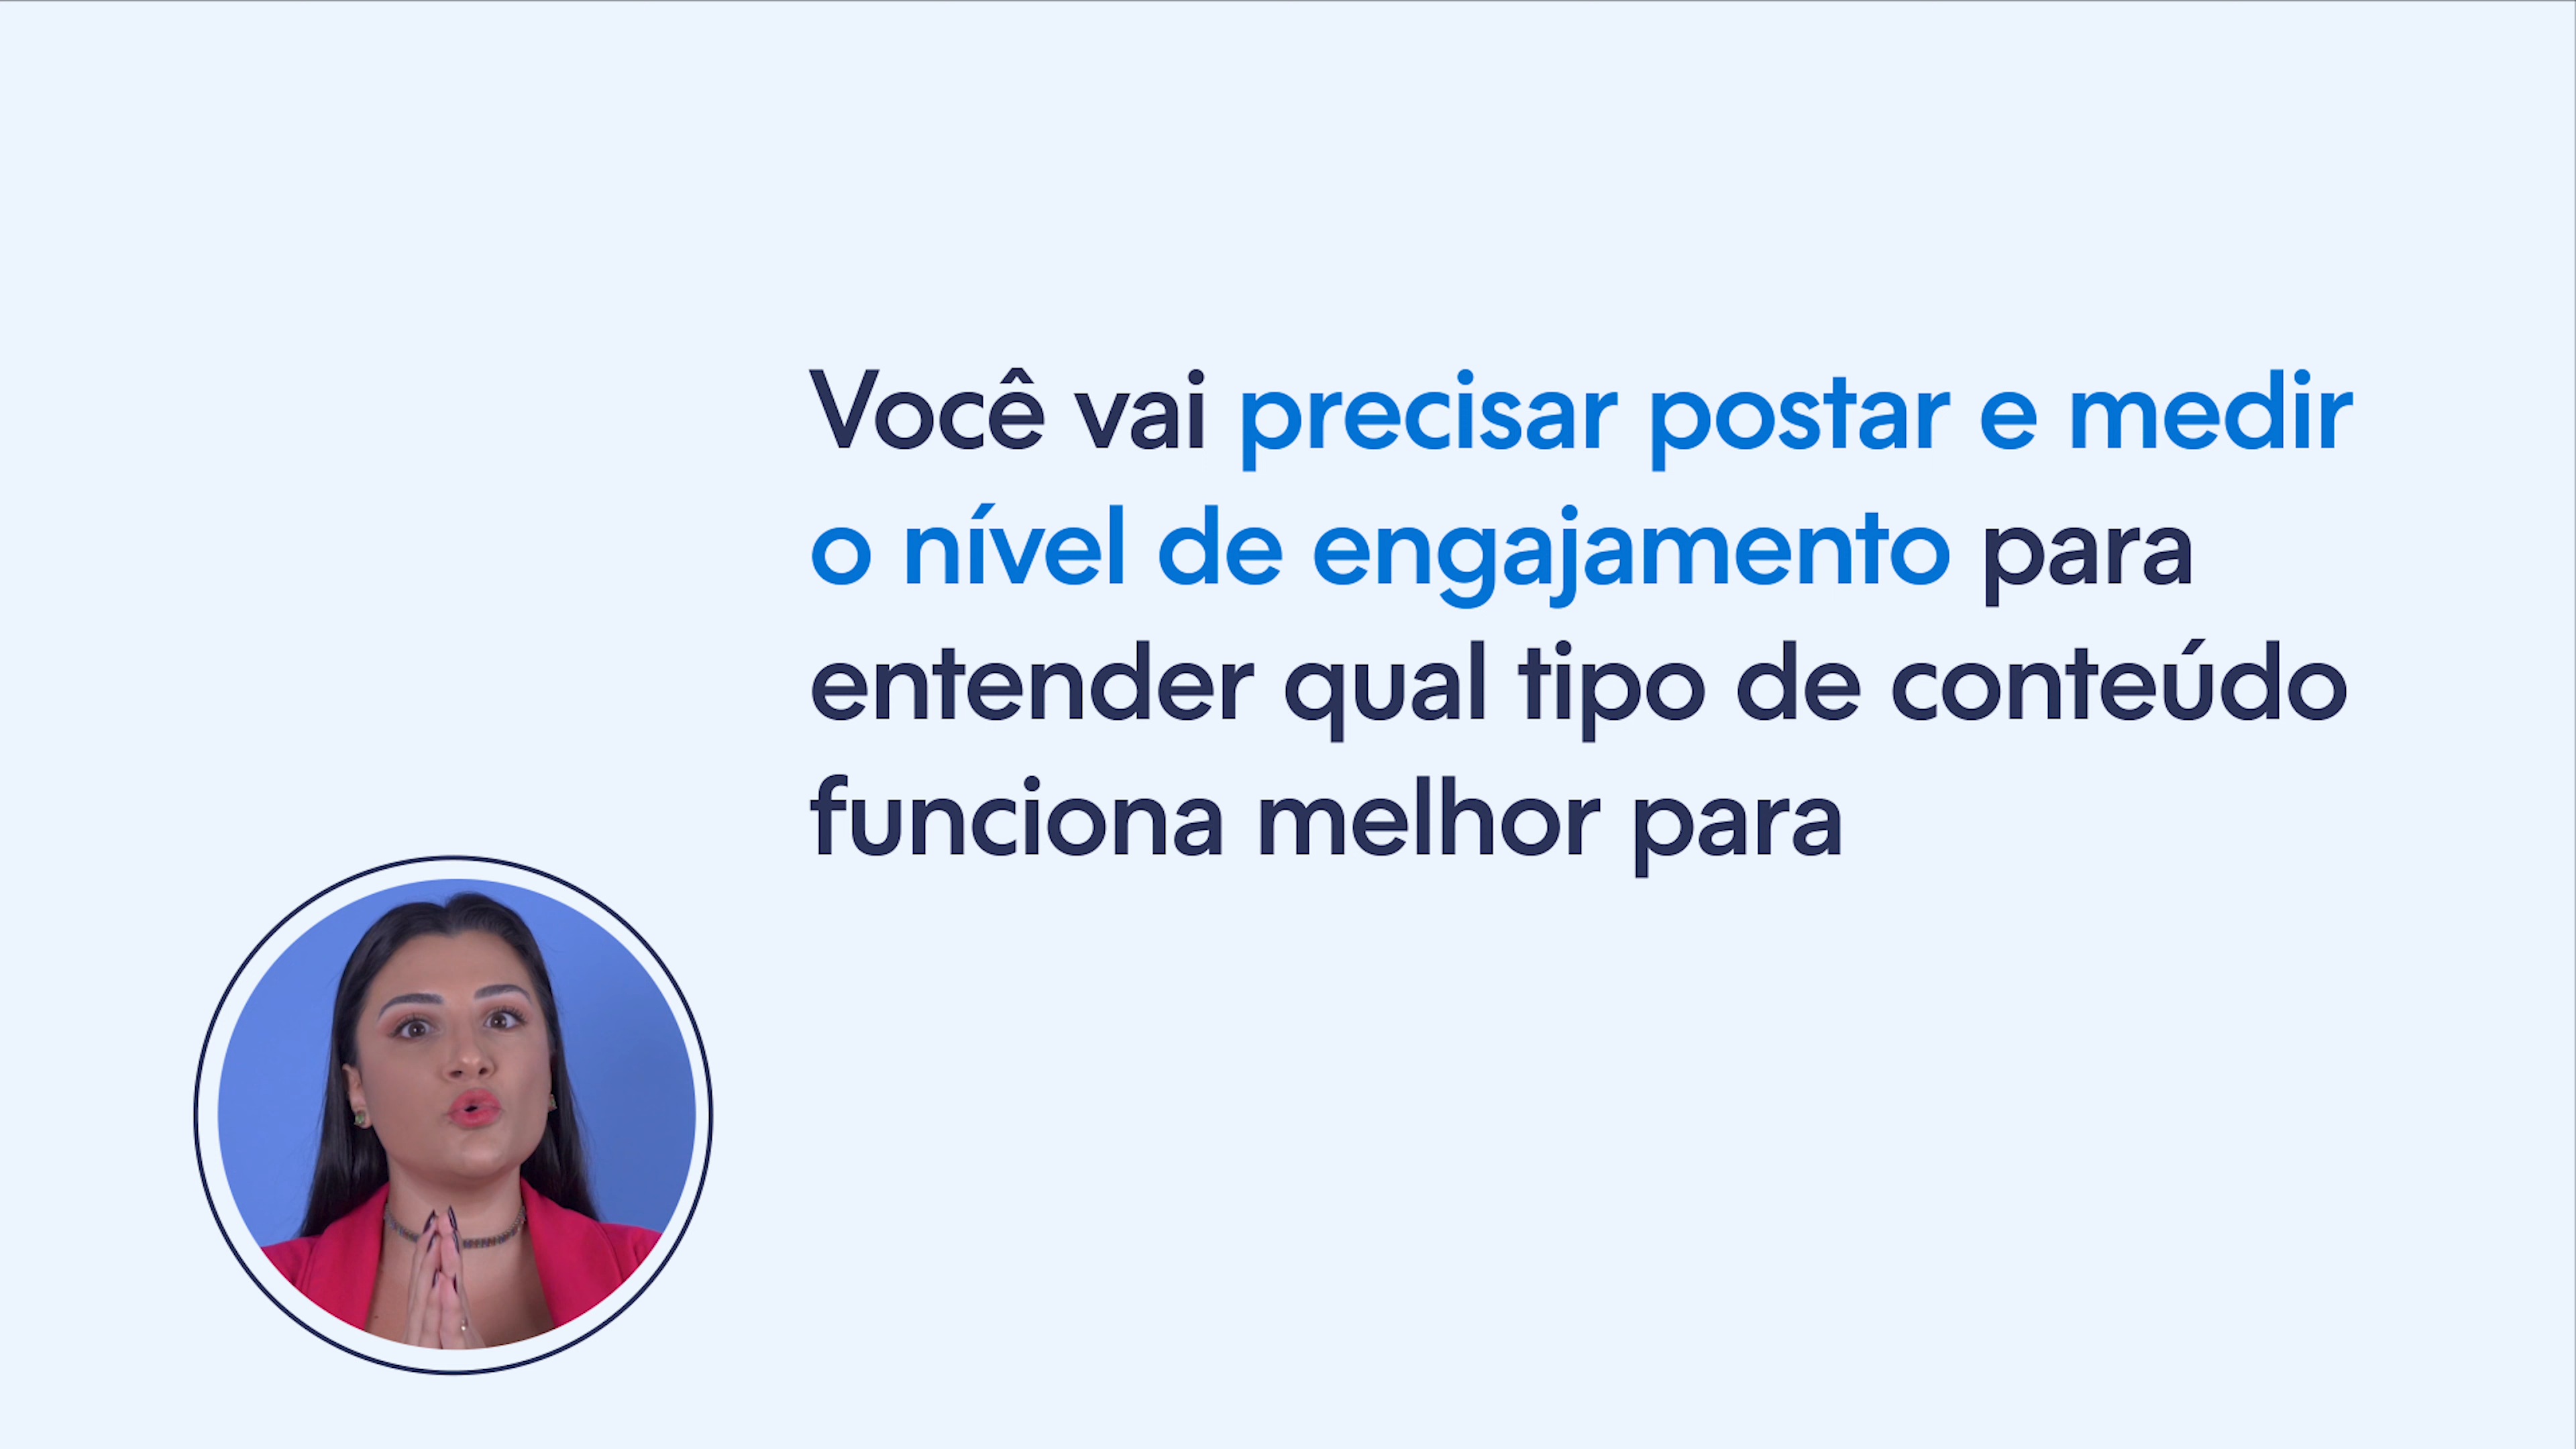 Você vai precisar postar e medir
o nível de engajamento para
entender qual tipo de conteúdo
funciona melhor para